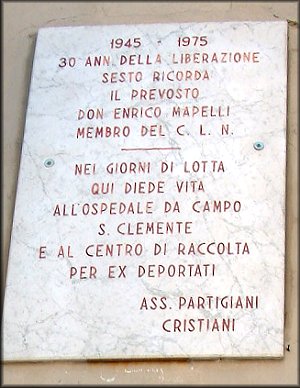 1945 - 1975
30 ANN. DELLA LIBERAZIONE
SESTO RICORDA
IL PREVOSTO
DON ENRICO MAPELLI
MEMBRO DEL C. L. N.
NEI GIORNI DI LOTTA
QUI DIEDE VITA
ALL'OSPEDALE DA CAMPO
S. CLEMENTE
E AL CENTRO DI RACCOLTA
PER EX DEPORTATI
ASS. PARTIGIANI
CRISTIANI